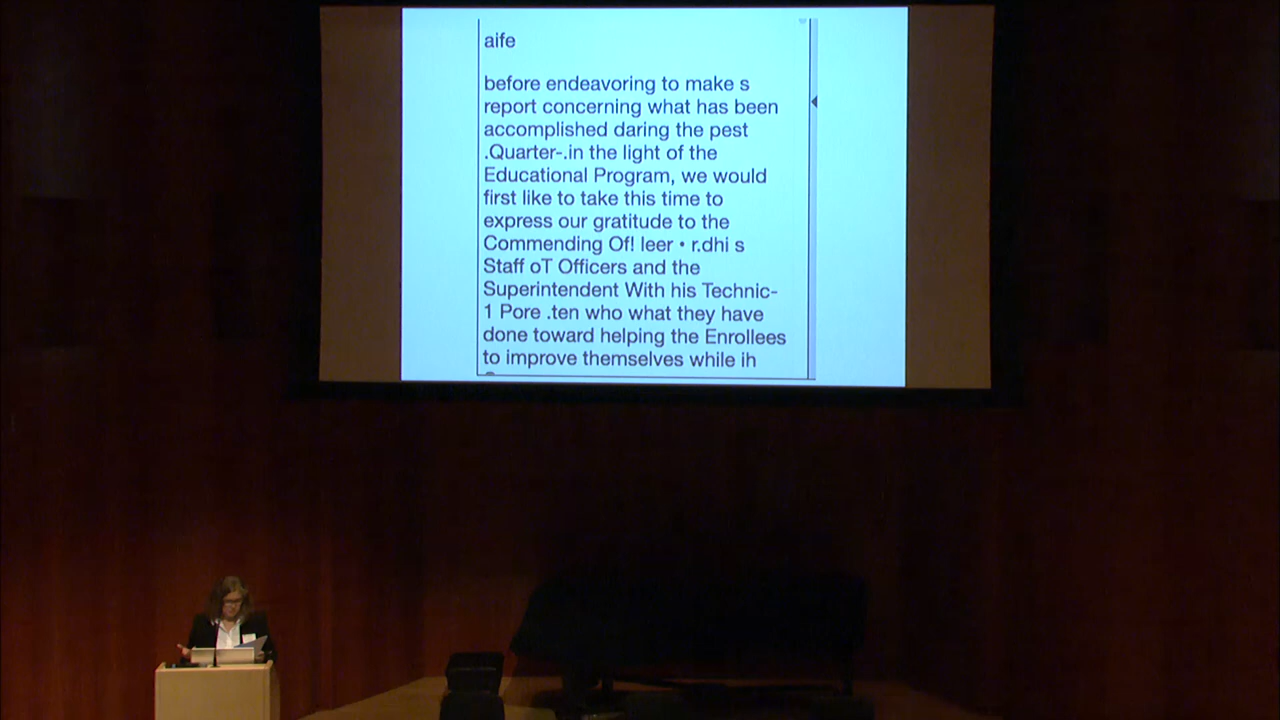 aife
before endeavoring to make s
report concerning what has been
accomplished daring the pest
.Quarter-.in the light of the
Educational Program, we would
first like to take this time to
express our gratitude to the
Commending Of! leer • r.dhi s
Staff oT Officers and the
Superintendent With his Technic-
1 Pore .ten who what they have
done toward helping the Enrollees
to improve themselves while ih